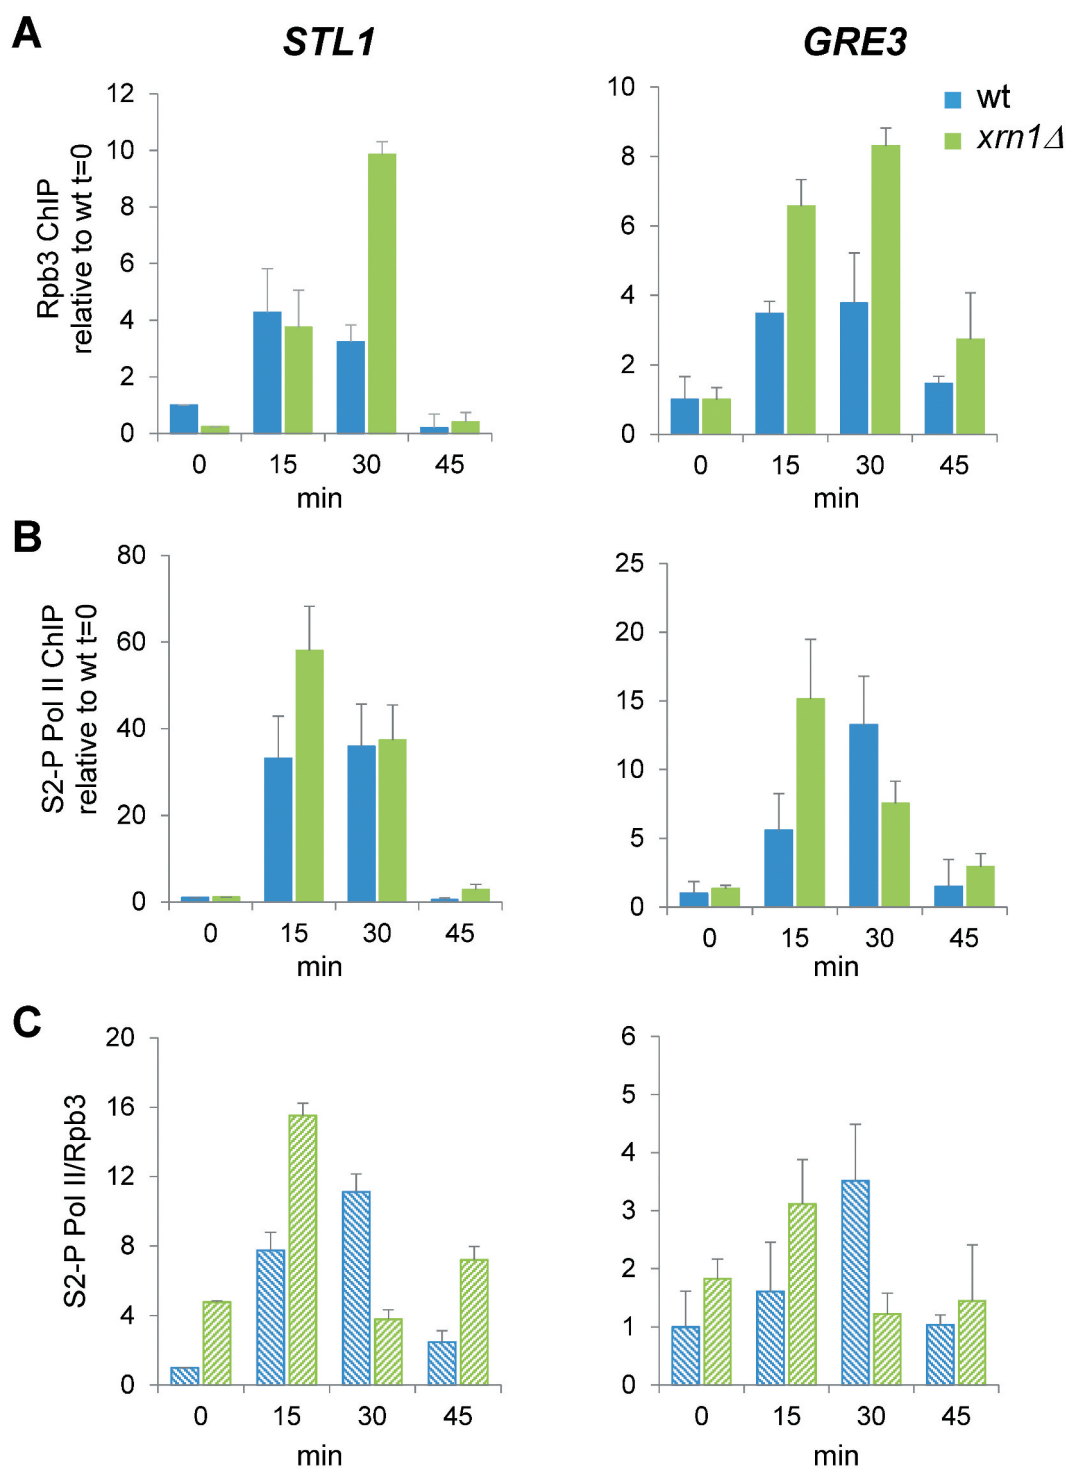 A
STL1
GRE3
wt
xrn1Δ
Rpb3 ChIP
relative to wt t=0
12
10
8
6
4
2
0
0 15 30 45
min
10
8
6
4
2
0
0 15 30 45
min
B
S2-P Pol II ChIP
relative to wt t=0
80
60
40
20
0
0 15 30 45
min
25
20
15
10
5
0
0 15 30 45
min
C
S2-P Pol II/Rpb3
20
16
12
8
4
0
0 15 30 45
min
6
5
4
3
2
1
0
0 15 30 45
min